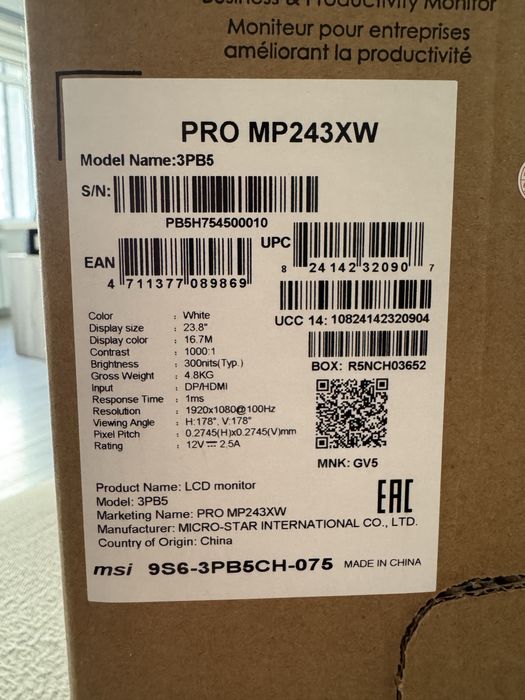 Business & Productivity Monitor
Moniteur pour entreprises
améliorant la productivité
PRO MP243XW
Model Name:3PB5
S/N:
PB5H754500010
EAN
4 711377 089869
UPC
8 24142 32090 7
UCC 14: 10824142320904
BOX: R5NCH03652
Color : White
Display size : 23.8"
Display color : 16.7M
Contrast : 1000:1
Brightness : 300nits(Typ.)
Gross Weight : 4.8KG
Input : DP/HDMI
Response Time : 1ms
Resolution : 1920x1080@100Hz
Viewing Angle : H:178°, V:178°
Pixel Pitch : 0.2745(H)x0.2745(V)mm
Rating : 12V⎓2.5A
MNK: GV5
Product Name: LCD monitor
Model: 3PB5
Marketing Name: PRO MP243XW
Manufacturer: MICRO-STAR INTERNATIONAL CO., LTD.
Country of Origin: China
EAC
msi 9S6-3PB5CH-075 MADE IN CHINA